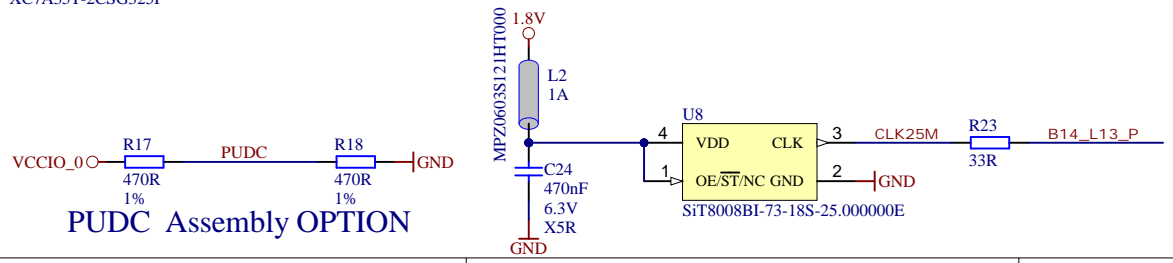 VCCIO_0
R17
470R
1%
PUDC
R18
470R
1%
GND
PUDC Assembly OPTION
MPZ0603S121HT000
1.8V
L2
1A
C24
470nF
6.3V
X5R
GND
U8
4
VDD
CLK
3
1
OE/ST/NC
GND
2
GND
SiT8008BI-73-18S-25.000000E
CLK25M
R23
33R
B14_L13_P